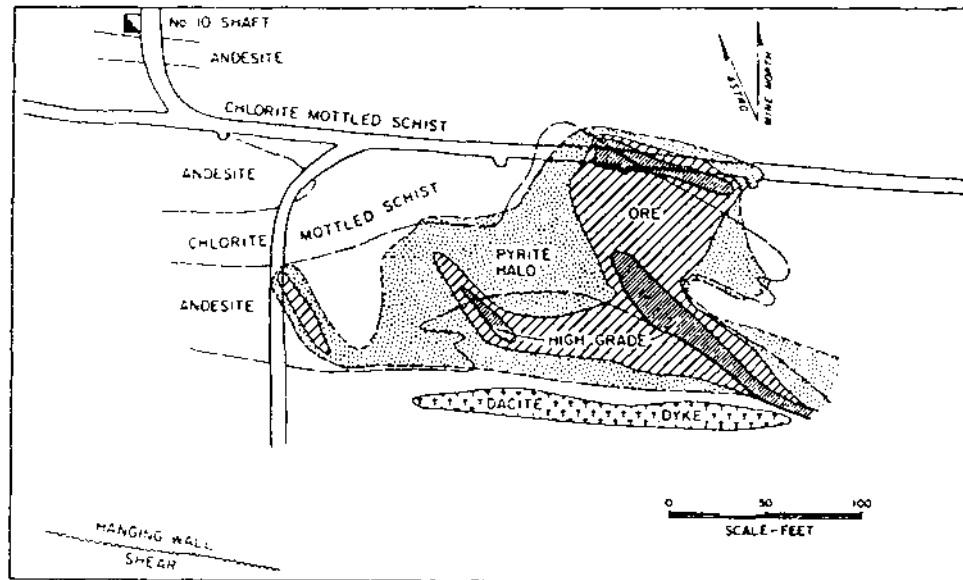 No 10 SHAFT
ANDESITE
ASTRO
MINE NORTH
CHLORITE MOTTLED SCHIST
ANDESITE
ORE
CHLORITE MOTTLED SCHIST
PYRITE
HALO
ANDESITE
HIGH GRADE
DACITE DYKE
0 50 100
SCALE-FEET
HANGING WALL
SHEAR